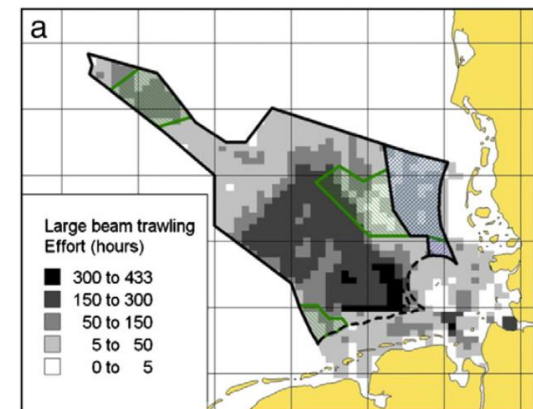 a
Large beam trawling
Effort (hours)
300 to 433
150 to 300
50 to 150
5 to 50
0 to 5